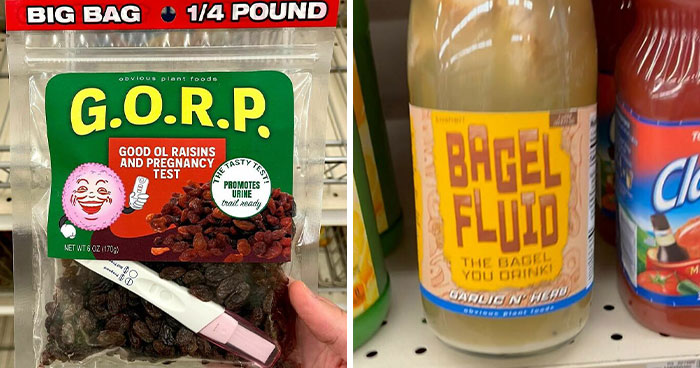 BIG BAG 1/4 POUND
obvious plant foods
G.O.R.P.
GOOD OL RAISINS
AND PREGNANCY
TEST
THE TASTY TEST!
PROMOTES
URINE
trail ready
NET WT 6 OZ (170g)
BAGEL
FLUID
THE BAGEL
YOU DRINK!
GARLIC N' HERB
obvious plant foods
Cla